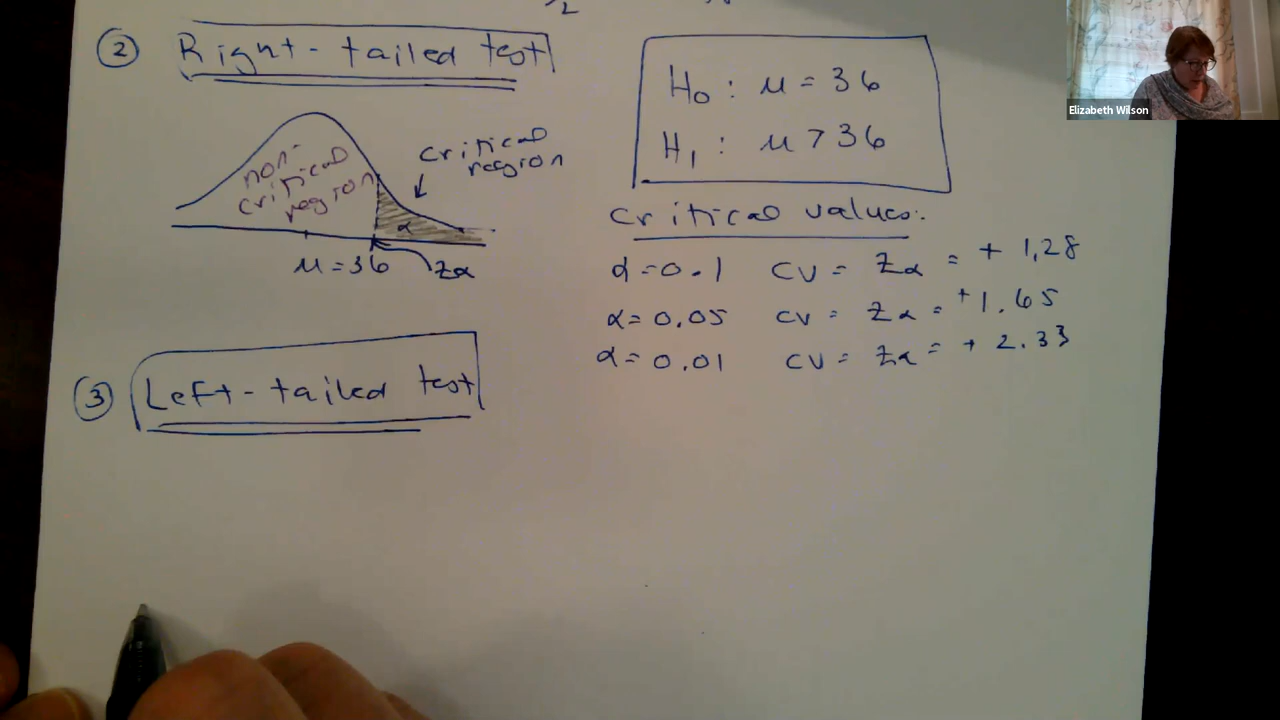 2
② Right-tailed test
H₀ : μ = 36
H₁ : μ > 36
non-
critical
region
critical
region
α
μ = 36
zα
critical values:
α = 0.1 CV = Zα = + 1.28
α = 0.05 CV = Zα = +1.65
α = 0.01 CV = Zα = + 2.33
③ Left-tailed test
Elizabeth Wilson